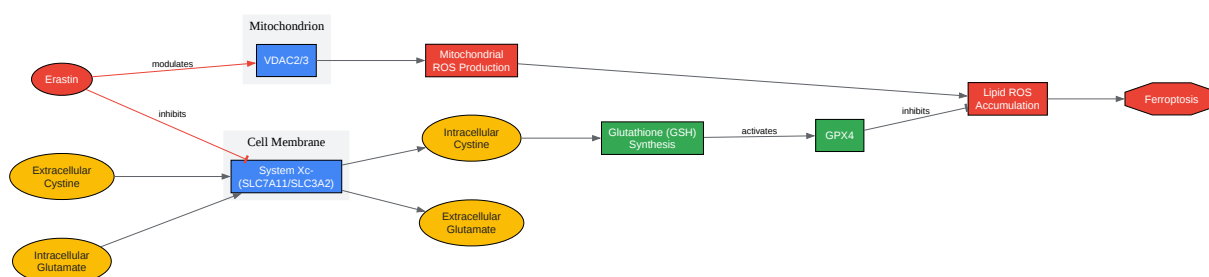 Mitochondrion
VDAC2/3
Mitochondrial
ROS Production
modulates
Erastin
inhibits
Lipid ROS
Accumulation
Ferroptosis
inhibits
Cell Membrane
System Xc-
(SLC7A11/SLC3A2)
Intracellular
Cystine
Glutathione (GSH)
Synthesis
activates
GPX4
Extracellular
Cystine
Extracellular
Glutamate
Intracellular
Glutamate